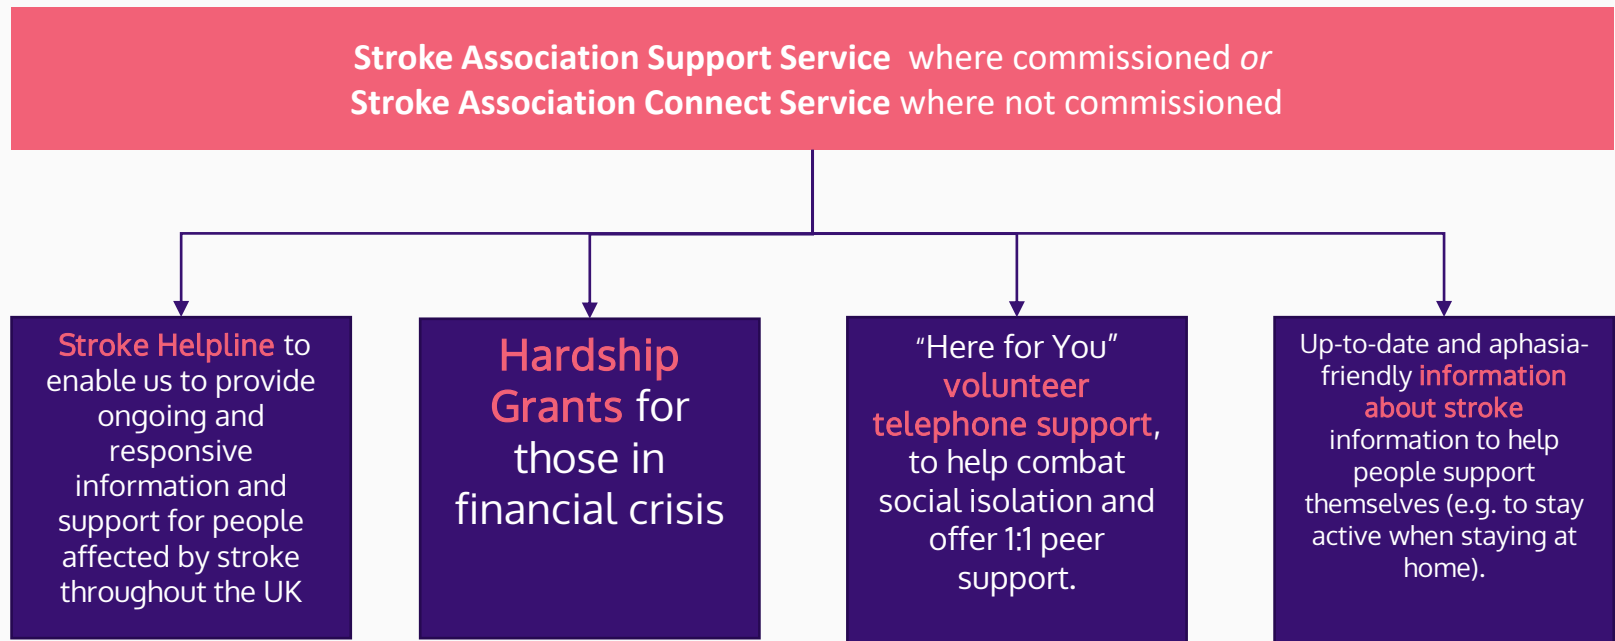 Stroke Association Support Service where commissioned or
Stroke Association Connect Service where not commissioned
Stroke Helpline to
enable us to provide
ongoing and
responsive
information and
support for people
affected by stroke
throughout the UK
Hardship
Grants for
those in
financial crisis
“Here for You”
volunteer
telephone support,
to help combat
social isolation and
offer 1:1 peer
support.
Up-to-date and aphasia-
friendly information
about stroke
information to help
people support
themselves (e.g. to stay
active when staying at
home).